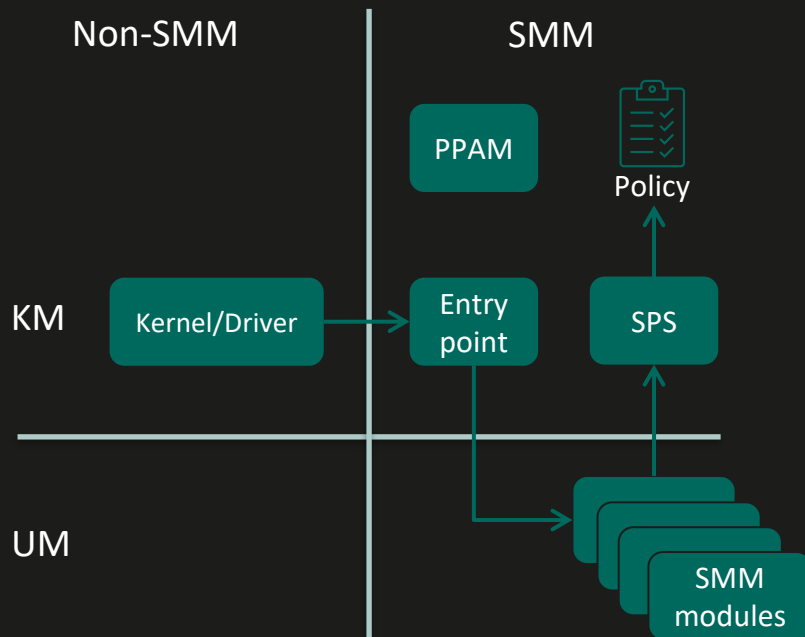 Non-SMM
SMM
PPAM
Policy
KM
Kernel/Driver
Entry
point
SPS
UM
SMM
modules